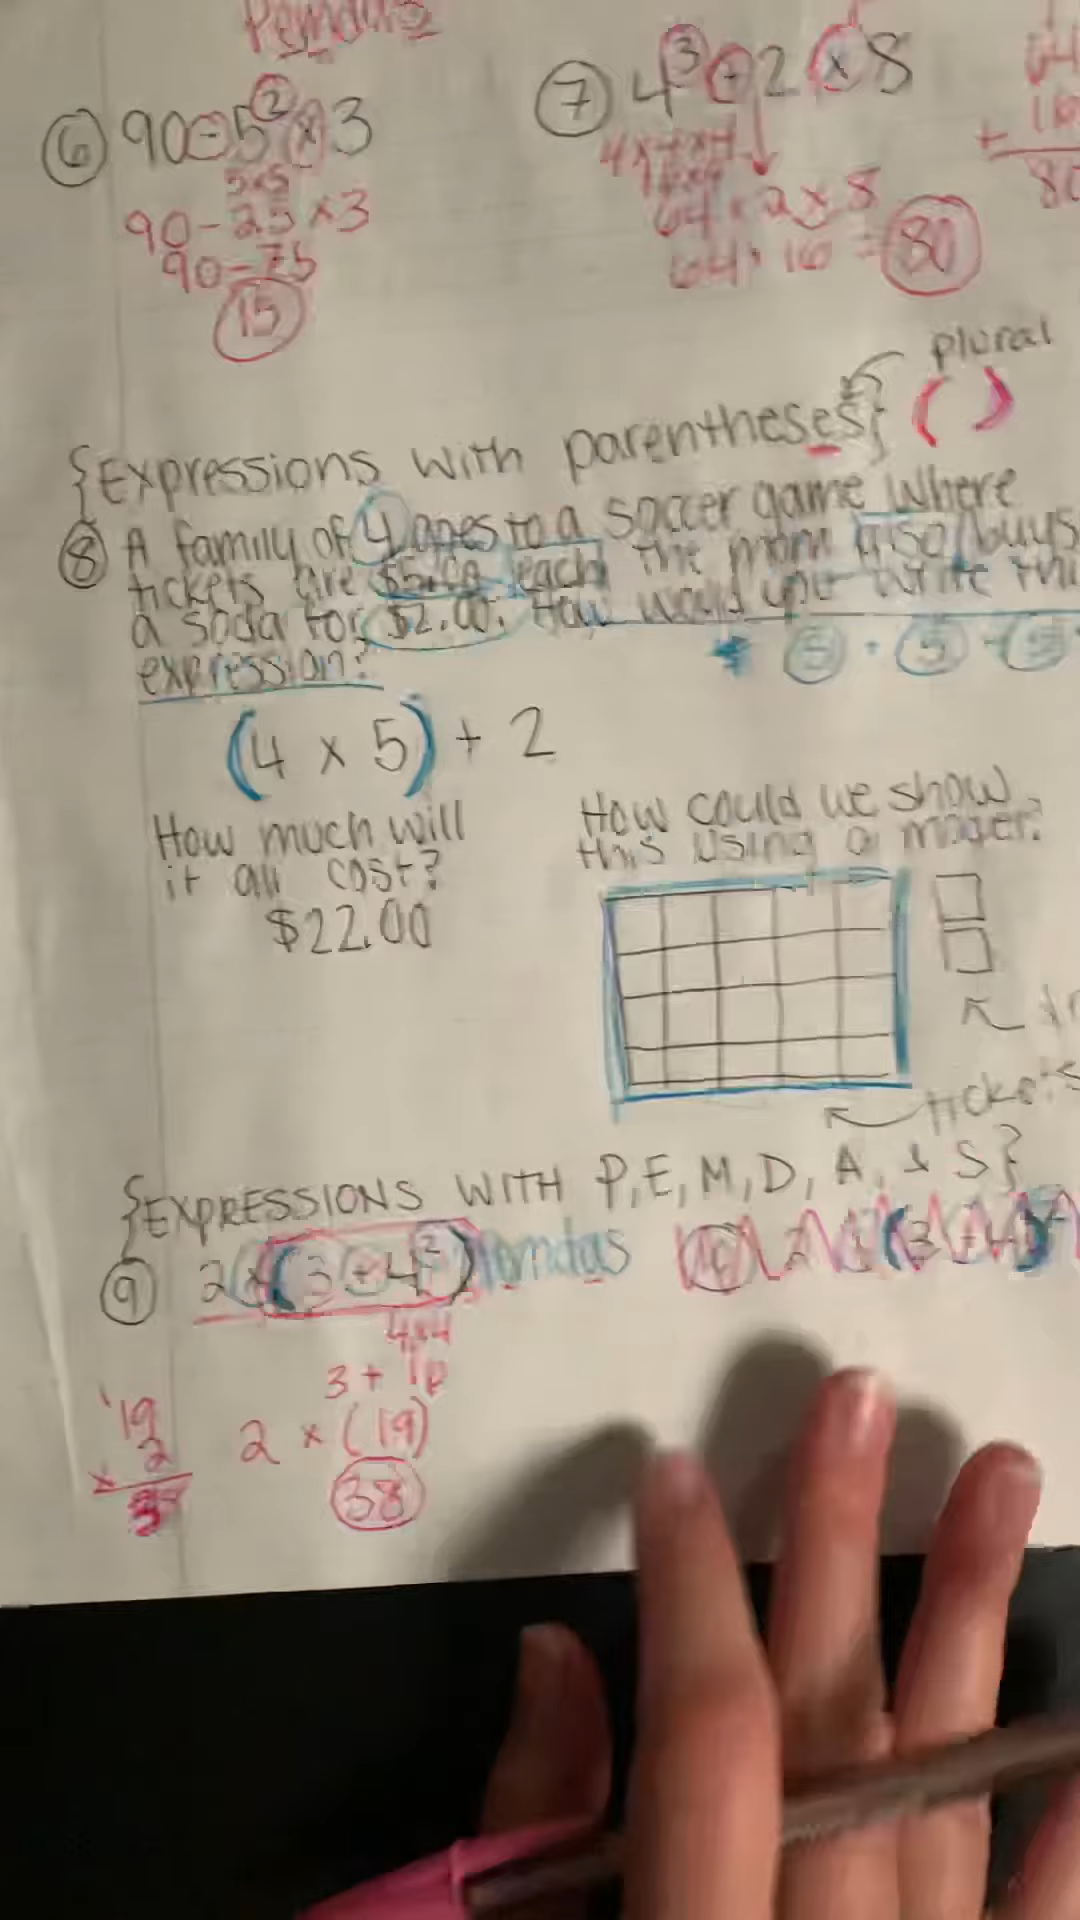 Pemdas
⑥ 90 - 5² × 3
5×5
90 - 25 × 3
90 - 75
15
⑦ 4³ + 2 × 8
64 + 2 × 8
64 + 16 = 80
plural
{Expressions with parentheses} ( )
⑧ A family of 4 goes to a soccer game where
tickets are $5.00 each. The mom also buys
a soda for $2.00. How would you write this
expression?
(4 × 5) + 2
How much will
it all cost?
$22.00
How could we show
this using a model?
tickets
{EXPRESSIONS WITH P, E, M, D, A, & S}
⑨ 2 × (3 + 4²) Pemdas
4×4
3 + 16
2 × (19)
38
19
× 2